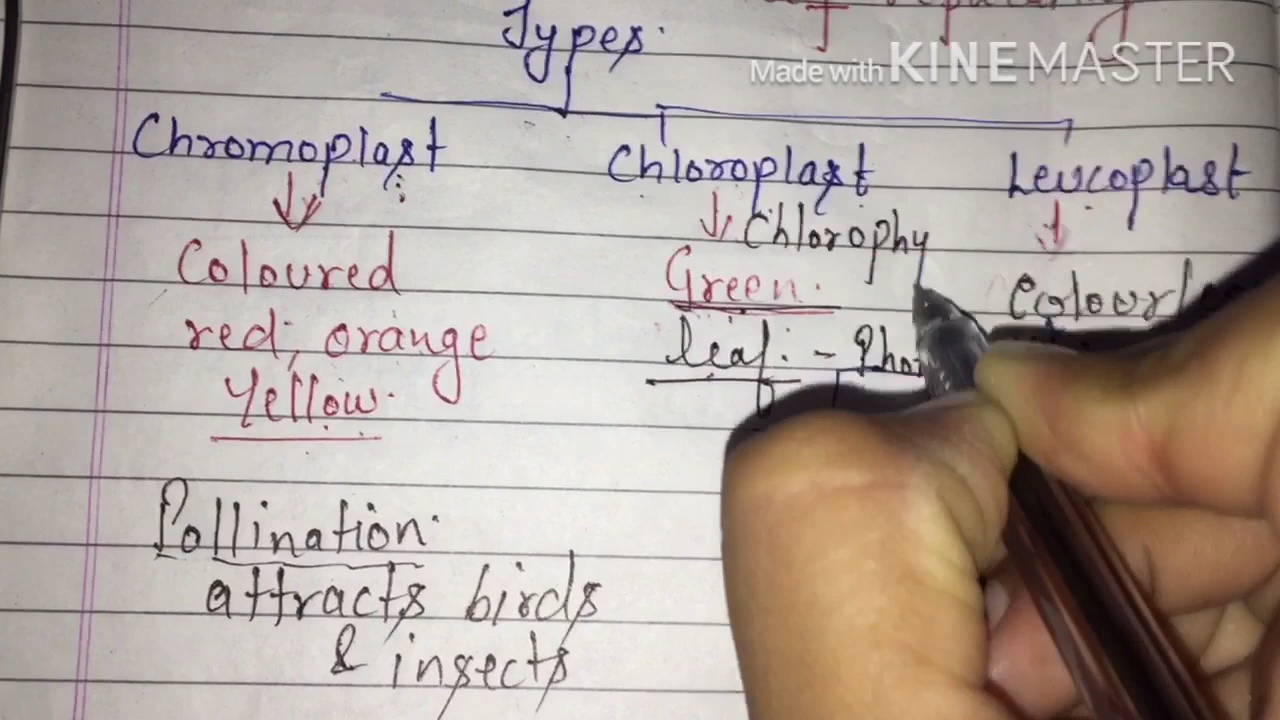 Types.
Made with KINEMASTER
Chromoplast
Chloroplast
Leucoplast
Chlorophy
Coloured
Green.
red, orange
leaf. -
Yellow.
Pollination.
attracts birds
& insects